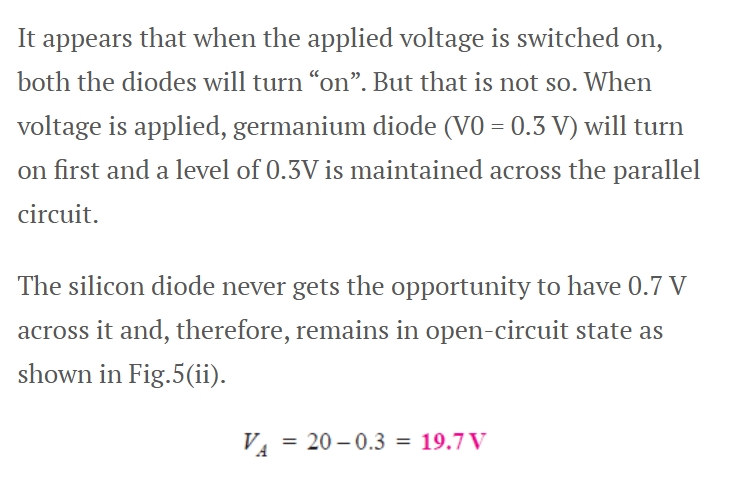 It appears that when the applied voltage is switched on,
both the diodes will turn “on”. But that is not so. When
voltage is applied, germanium diode (V0 = 0.3 V) will turn
on first and a level of 0.3V is maintained across the parallel
circuit.
The silicon diode never gets the opportunity to have 0.7 V
across it and, therefore, remains in open-circuit state as
shown in Fig.5(ii).
V_A = 20 – 0.3 = 19.7 V